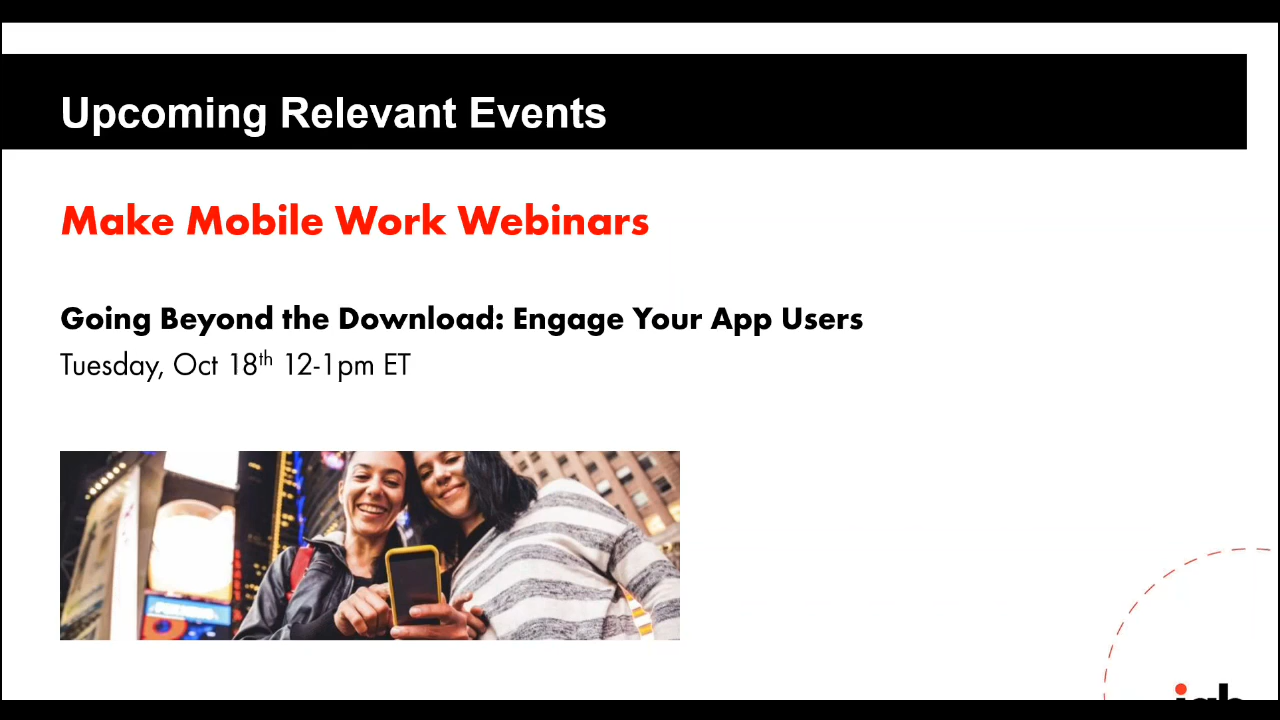 Upcoming Relevant Events
Make Mobile Work Webinars
Going Beyond the Download: Engage Your App Users
Tuesday, Oct 18th 12-1pm ET
iab